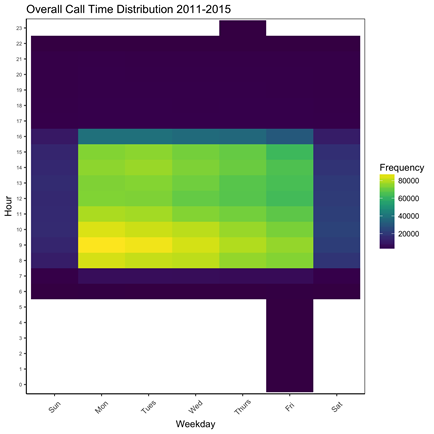 Overall Call Time Distribution 2011-2015
23
22
21
20
19
18
17
16
15
14
13
12
11
10
9
8
7
6
5
4
3
2
1
0
Hour
Sun
Mon
Tues
Wed
Thurs
Fri
Sat
Weekday
Frequency
80000
60000
40000
20000